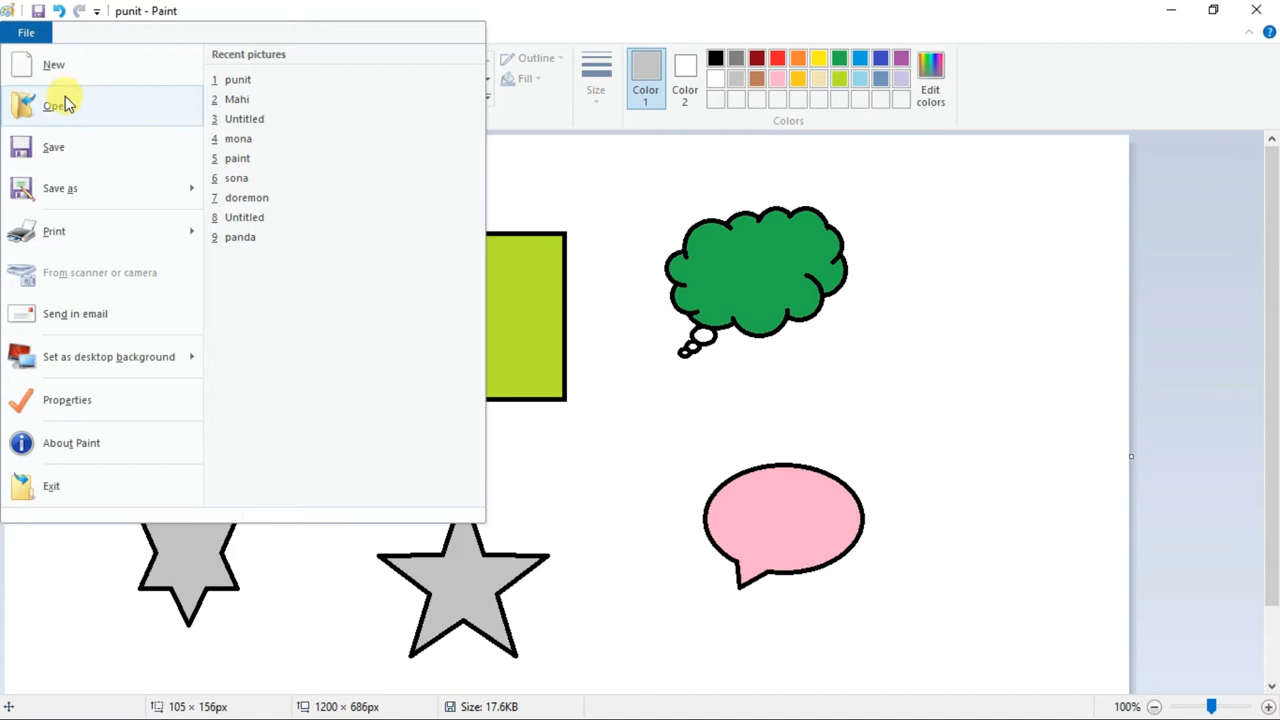 punit - Paint
File
New
Open
Save
Save as
Print
From scanner or camera
Send in email
Set as desktop background
Properties
About Paint
Exit
Recent pictures
1 punit
2 Mahi
3 Untitled
4 mona
5 paint
6 sona
7 doremon
8 Untitled
9 panda
Outline
Fill
Size
Color 1
Color 2
Edit colors
Colors
105 × 156px
1200 × 686px
Size: 17.6KB
100%